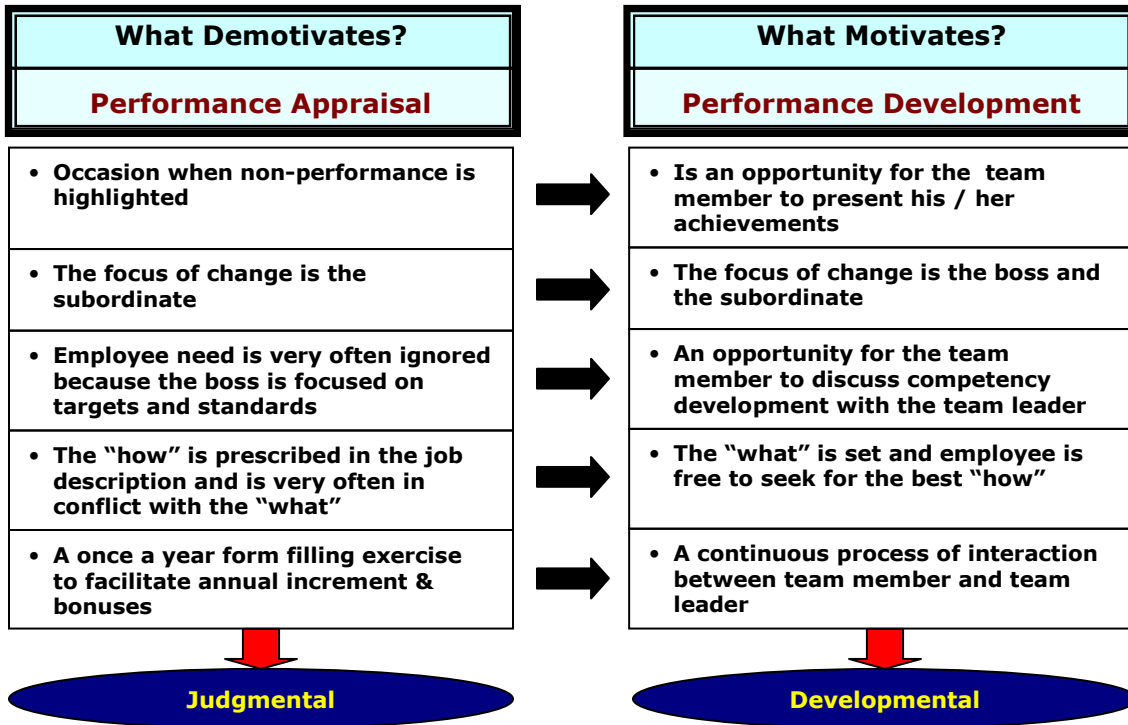 What Demotivates?
Performance Appraisal
• Occasion when non-performance is
highlighted
• The focus of change is the
subordinate
• Employee need is very often ignored
because the boss is focused on
targets and standards
• The “how” is prescribed in the job
description and is very often in
conflict with the “what”
• A once a year form filling exercise
to facilitate annual increment &
bonuses
Judgmental
What Motivates?
Performance Development
• Is an opportunity for the team
member to present his / her
achievements
• The focus of change is the boss and
the subordinate
• An opportunity for the team
member to discuss competency
development with the team leader
• The “what” is set and employee is
free to seek for the best “how”
• A continuous process of interaction
between team member and team
leader
Developmental